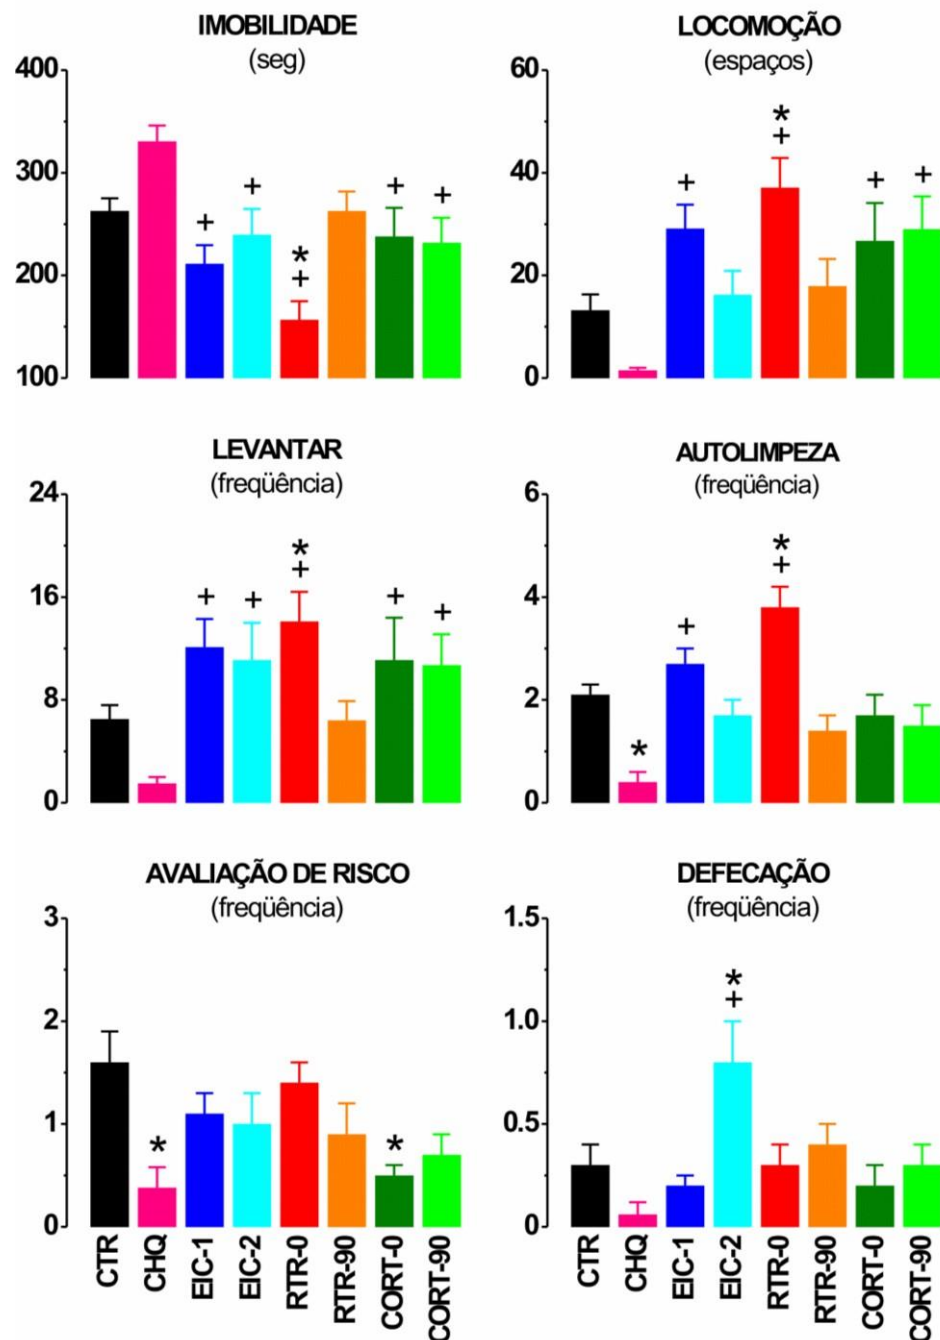 IMOBILIDADE
(seg)
400
300
200
100
+
+
*
+
+
+
LOCOMOÇÃO
(espaços)
60
40
20
0
+
*
+
+
+
LEVANTAR
(freqüência)
24
16
8
0
+
+
*
+
+
+
AUTOLIMPEZA
(freqüência)
6
4
2
0
*
+
*
+
AVALIAÇÃO DE RISCO
(freqüência)
3
2
1
0
*
*
CTR
CHQ
EIC-1
EIC-2
RTR-0
RTR-90
CORT-0
CORT-90
DEFECAÇÃO
(freqüência)
1.5
1.0
0.5
0
*
+
CTR
CHQ
EIC-1
EIC-2
RTR-0
RTR-90
CORT-0
CORT-90